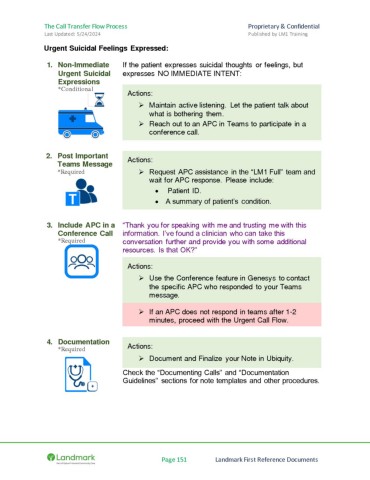 The Call Transfer Flow Process
Proprietary & Confidential
Last Updated: 5/24/2024
Published by LM1 Training
Urgent Suicidal Feelings Expressed:
1. Non-Immediate
Urgent Suicidal
Expressions
*Conditional
If the patient expresses suicidal thoughts or feelings, but
expresses NO IMMEDIATE INTENT:
Actions:
➢ Maintain active listening. Let the patient talk about
what is bothering them.
➢ Reach out to an APC in Teams to participate in a
conference call.
2. Post Important
Teams Message
*Required
T
Actions:
➢ Request APC assistance in the “LM1 Full” team and
wait for APC response. Please include:
• Patient ID.
• A summary of patient’s condition.
3. Include APC in a
Conference Call
*Required
“Thank you for speaking with me and trusting me with this
information. I’ve found a clinician who can take this
conversation further and provide you with some additional
resources. Is that OK?”
Actions:
➢ Use the Conference feature in Genesys to contact
the specific APC who responded to your Teams
message.
➢ If an APC does not respond in teams after 1-2
minutes, proceed with the Urgent Call Flow.
4. Documentation
*Required
Actions:
➢ Document and Finalize your Note in Ubiquity.
Check the “Documenting Calls” and “Documentation
Guidelines” sections for note templates and other procedures.
Landmark
Page 151
Landmark First Reference Documents